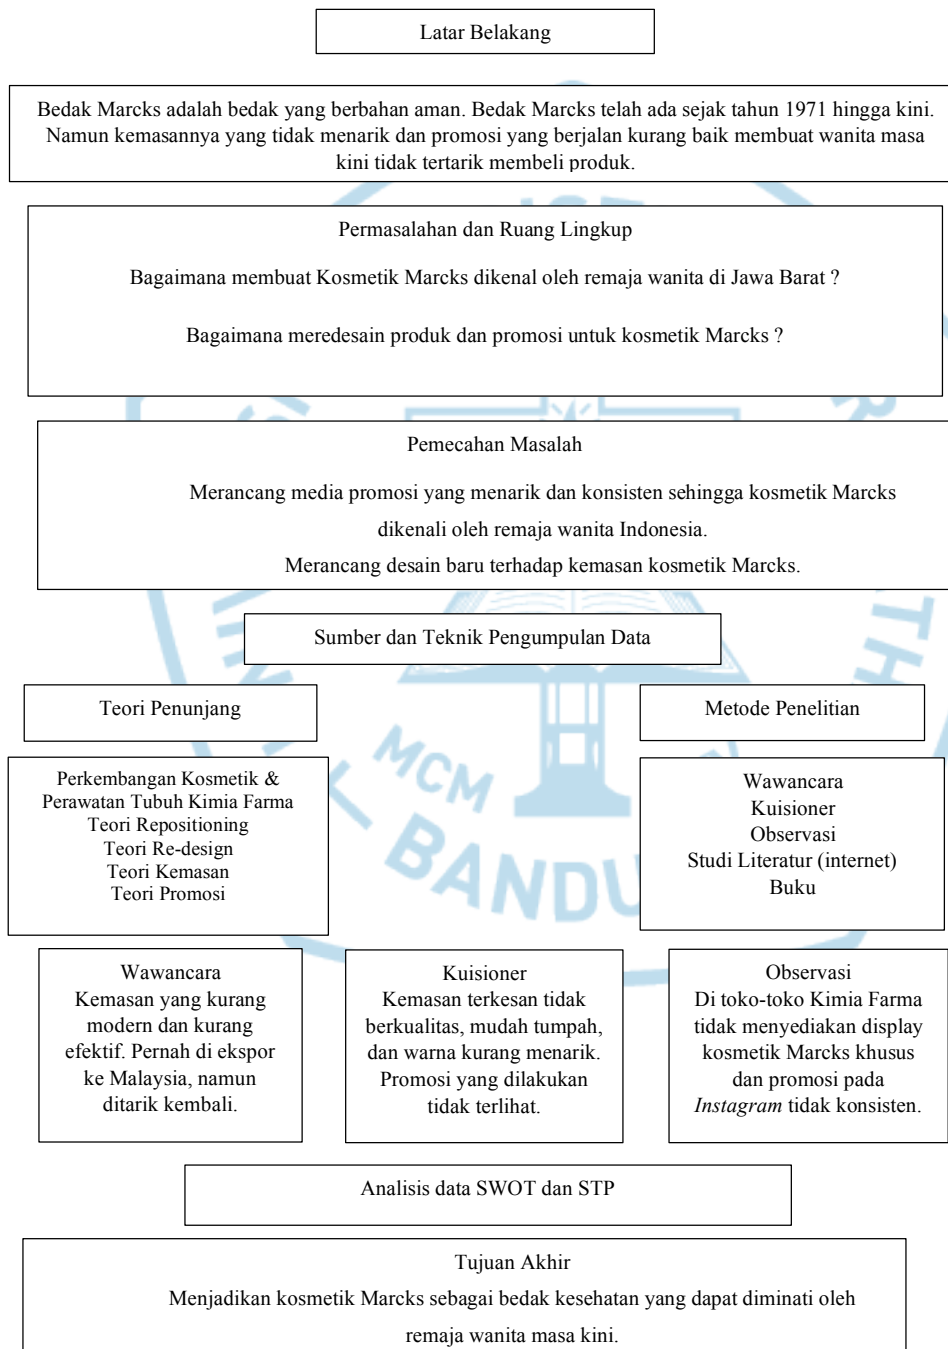 Latar Belakang
Bedak Marcks adalah bedak yang berbahan aman. Bedak Marcks telah ada sejak tahun 1971 hingga kini.
Namun kemasannya yang tidak menarik dan promosi yang berjalan kurang baik membuat wanita masa
kini tidak tertarik membeli produk.
Permasalahan dan Ruang Lingkup
Bagaimana membuat Kosmetik Marcks dikenal oleh remaja wanita di Jawa Barat ?
Bagaimana meredesain produk dan promosi untuk kosmetik Marcks ?
Pemecahan Masalah
Merancang media promosi yang menarik dan konsisten sehingga kosmetik Marcks
dikenali oleh remaja wanita Indonesia.
Merancang desain baru terhadap kemasan kosmetik Marcks.
Sumber dan Teknik Pengumpulan Data
Teori Penunjang
Metode Penelitian
Perkembangan Kosmetik &
Perawatan Tubuh Kimia Farma
Teori Repositioning
Teori Re-design
Teori Kemasan
Teori Promosi
Wawancara
Kuisioner
Observasi
Studi Literatur (internet)
Buku
MCM
BANDU
Wawancara
Kemasan yang kurang
modern dan kurang
efektif. Pernah di ekspor
ke Malaysia, namun
ditarik kembali.
Kuisioner
Kemasan terkesan tidak
berkualitas, mudah tumpah,
dan warna kurang menarik.
Promosi yang dilakukan
tidak terlihat.
Observasi
Di toko-toko Kimia Farma
tidak menyediakan display
kosmetik Marcks khusus
dan promosi pada
Instagram tidak konsisten.
Analisis data SWOT dan STP
Tujuan Akhir
Menjadikan kosmetik Marcks sebagai bedak kesehatan yang dapat diminati oleh
remaja wanita masa kini.